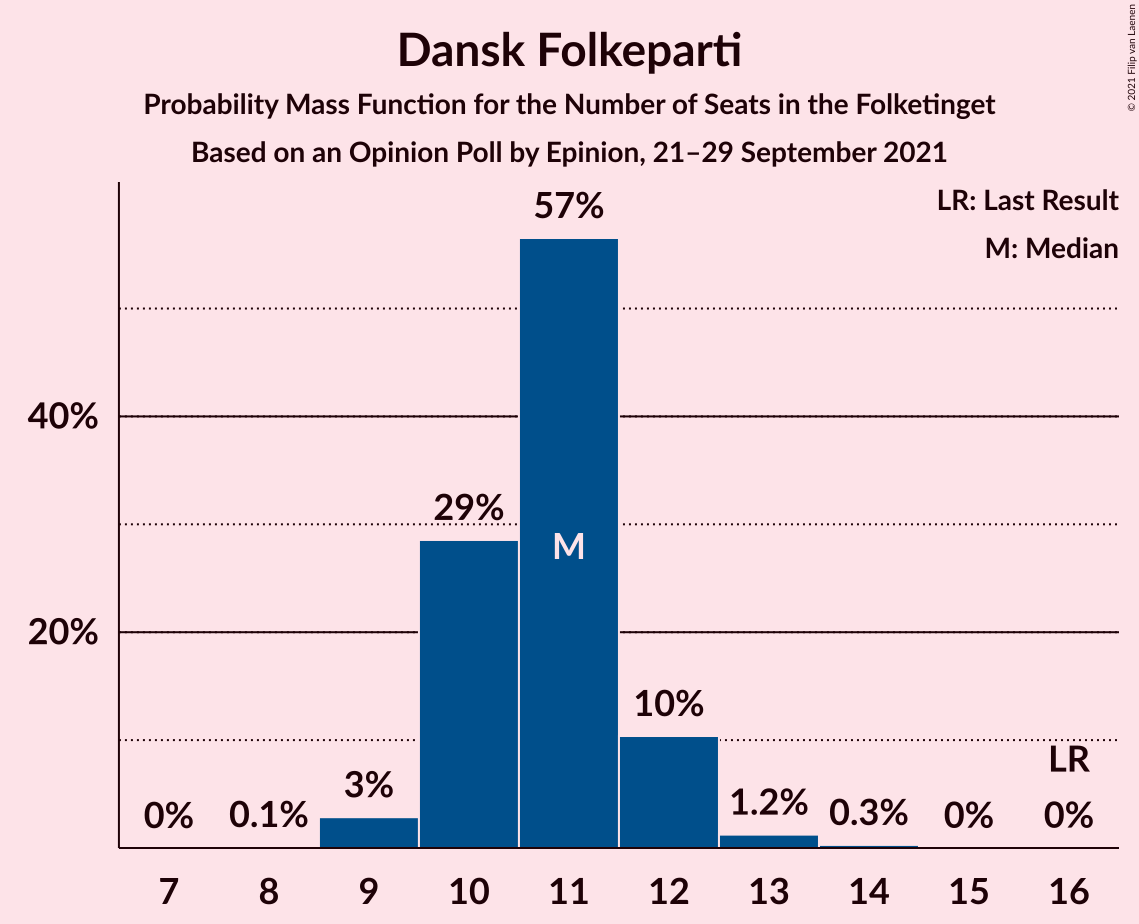 Dansk Folkeparti
Probability Mass Function for the Number of Seats in the Folketinget
Based on an Opinion Poll by Epinion, 21–29 September 2021
© 2021 Filip van Laenen
LR: Last Result
M: Median
57%
40%
29%
M
20%
10%
LR
3%
0%
0.1%
1.2%
0.3%
0%
0%
7
8
9
10
11
12
13
14
15
16